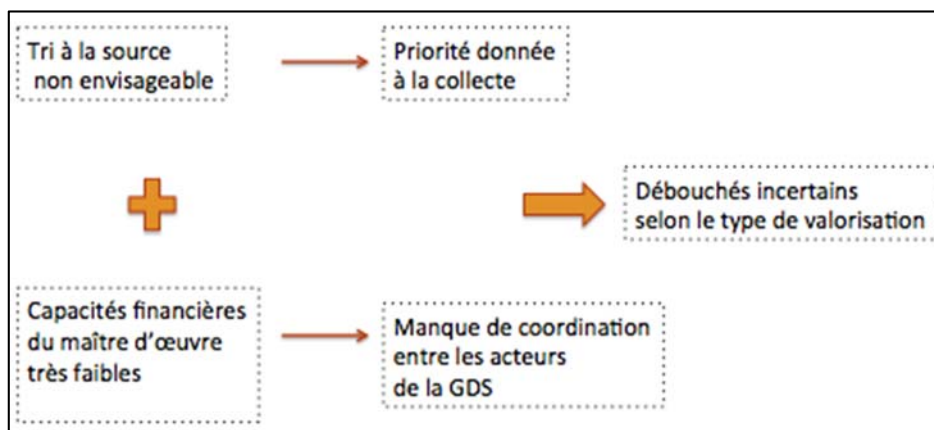 Tri à la source
non envisageable
Priorité donnée
à la collecte
Débouchés incertains
selon le type de valorisation
Capacités financières
du maître d'œuvre
très faibles
Manque de coordination
entre les acteurs
de la GDS